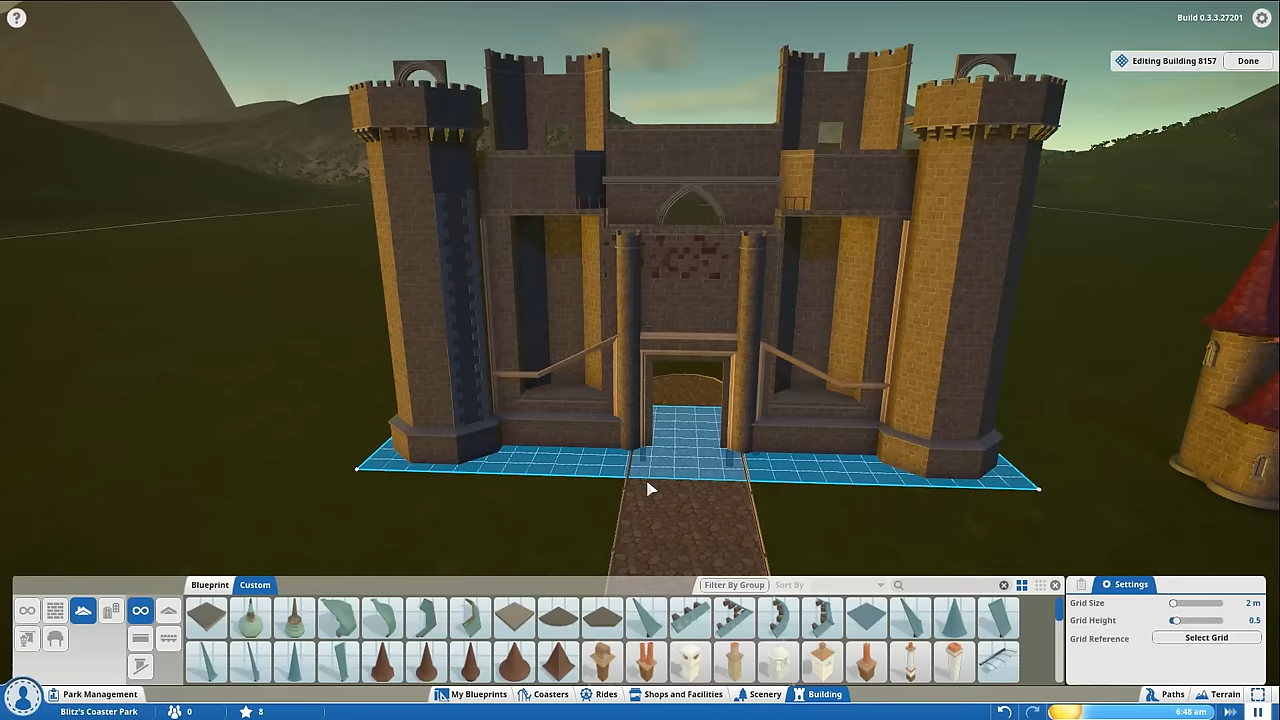 ?
Build 0.3.3.27201
Editing Building 8157
Done
Blueprint
Custom
Filter By Group
Sort By
Settings
Grid Size
2 m
Grid Height
0.5
Grid Reference
Select Grid
Park Management
My Blueprints
Coasters
Rides
Shops and Facilities
Scenery
Building
Paths
Terrain
Blitz's Coaster Park
0
8
6:48 am